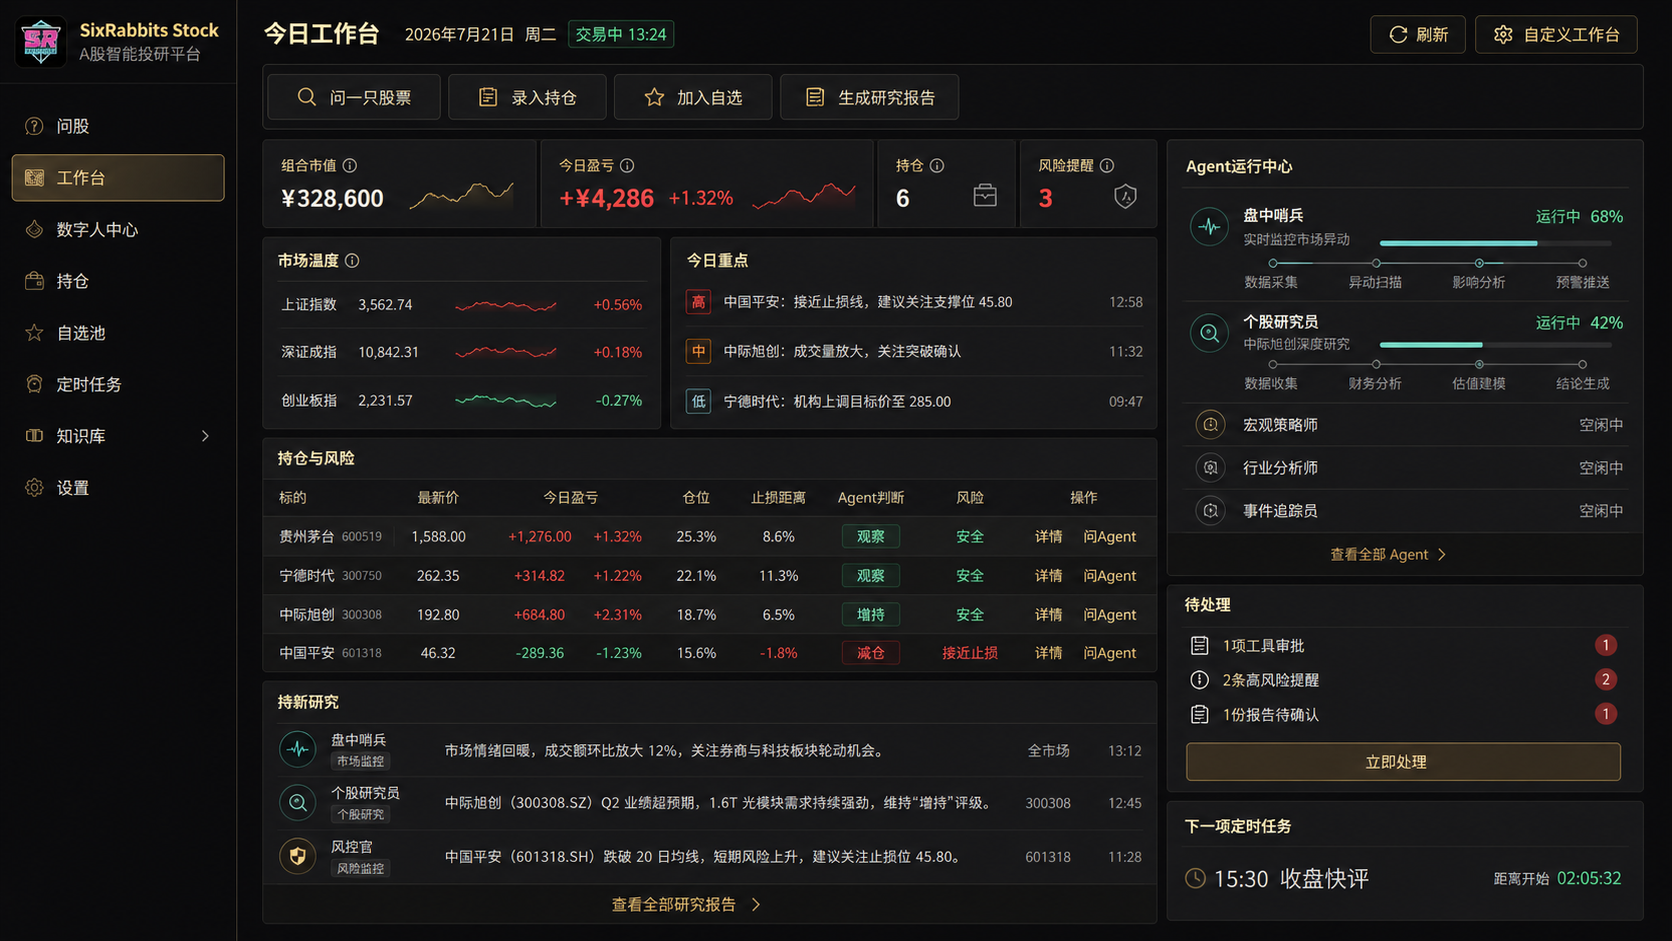 SR
SixRabbits Stock
A股智能投研平台
问股
工作台
数字人中心
持仓
自选池
定时任务
知识库
设置
今日工作台 2026年7月21日 周二 交易中 13:24
刷新 自定义工作台
问一只股票 录入持仓 加入自选 生成研究报告
组合市值
¥328,600
今日盈亏
+¥4,286 +1.32%
持仓
6
风险提醒
3
市场温度
上证指数 3,562.74 +0.56%
深证成指 10,842.31 +0.18%
创业板指 2,231.57 -0.27%
今日重点
高 中国平安：接近止损线，建议关注支撑位 45.80 12:58
中 中际旭创：成交量放大，关注突破确认 11:32
低 宁德时代：机构上调目标价至 285.00 09:47
持仓与风险
标的 最新价 今日盈亏 仓位 止损距离 Agent判断 风险 操作
贵州茅台 600519 1,588.00 +1,276.00 +1.32% 25.3% 8.6% 观察 安全 详情 问Agent
宁德时代 300750 262.35 +314.82 +1.22% 22.1% 11.3% 观察 安全 详情 问Agent
中际旭创 300308 192.80 +684.80 +2.31% 18.7% 6.5% 增持 安全 详情 问Agent
中国平安 601318 46.32 -289.36 -1.23% 15.6% -1.8% 减仓 接近止损 详情 问Agent
持新研究
盘中哨兵
市场监控
市场情绪回暖，成交额环比放大 12%，关注券商与科技板块轮动机会。 全市场 13:12
个股研究员
个股研究
中际旭创（300308.SZ）Q2 业绩超预期，1.6T 光模块需求持续强劲，维持“增持”评级。 300308 12:45
风控官
风险监控
中国平安（601318.SH）跌破 20 日均线，短期风险上升，建议关注止损位 45.80。 601318 11:28
查看全部研究报告
Agent运行中心
盘中哨兵 运行中 68%
实时监控市场异动
数据采集 异动扫描 影响分析 预警推送
个股研究员 运行中 42%
中际旭创深度研究
数据收集 财务分析 估值建模 结论生成
宏观策略师 空闲中
行业分析师 空闲中
事件追踪员 空闲中
查看全部 Agent
待处理
1项工具审批 1
2条高风险提醒 2
1份报告待确认 1
立即处理
下一项定时任务
15:30 收盘快评 距离开始 02:05:32